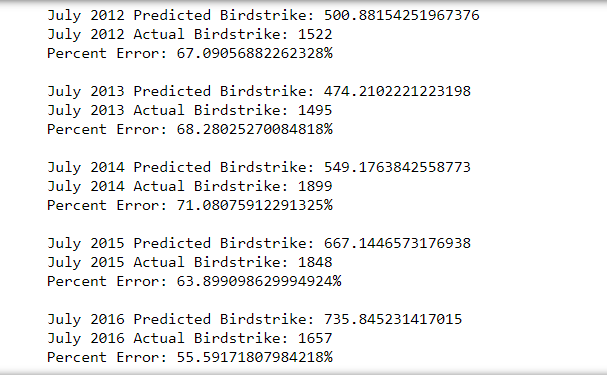 July 2012 Predicted Birdstrike: 500.88154251967376
July 2012 Actual Birdstrike: 1522
Percent Error: 67.09056882262328%
July 2013 Predicted Birdstrike: 474.2102221223198
July 2013 Actual Birdstrike: 1495
Percent Error: 68.28025270084818%
July 2014 Predicted Birdstrike: 549.1763842558773
July 2014 Actual Birdstrike: 1899
Percent Error: 71.08075912291325%
July 2015 Predicted Birdstrike: 667.1446573176938
July 2015 Actual Birdstrike: 1848
Percent Error: 63.899098629994924%
July 2016 Predicted Birdstrike: 735.845231417015
July 2016 Actual Birdstrike: 1657
Percent Error: 55.59171807984218%